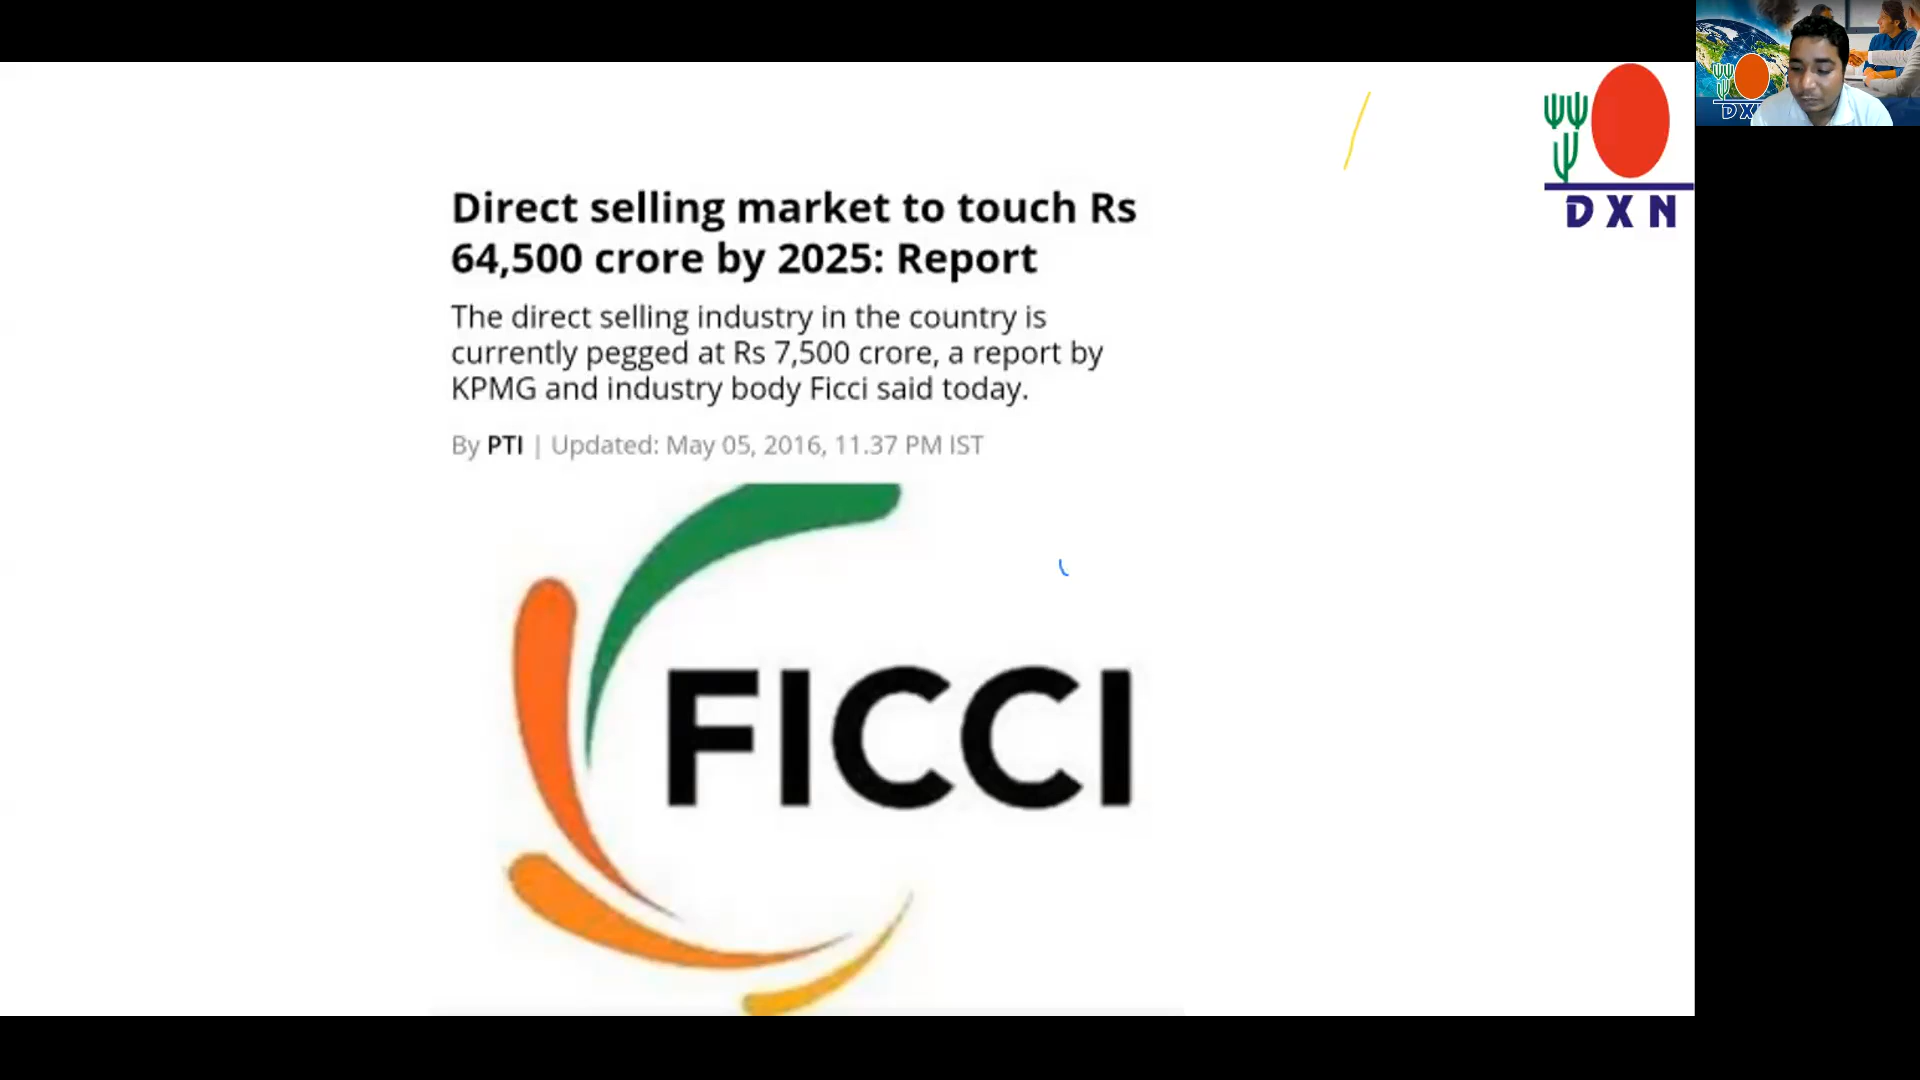 Direct selling market to touch Rs
64,500 crore by 2025: Report
The direct selling industry in the country is
currently pegged at Rs 7,500 crore, a report by
KPMG and industry body Ficci said today.
By PTI | Updated: May 05, 2016, 11.37 PM IST
FICCI
DXN
DX